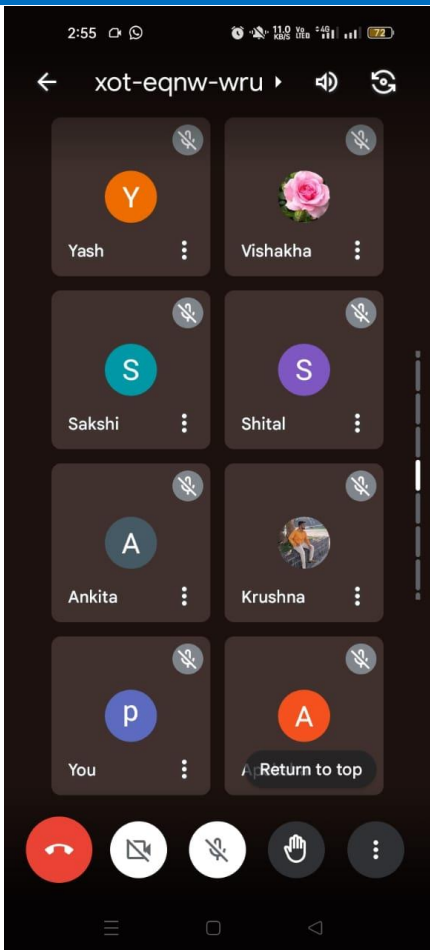 2:55 11.0 KB/S Vo LTE 4G 72
xot-eqnw-wru
Y
Yash Vishakha
S S
Sakshi Shital
A
Ankita Krushna
p A
You Return to top